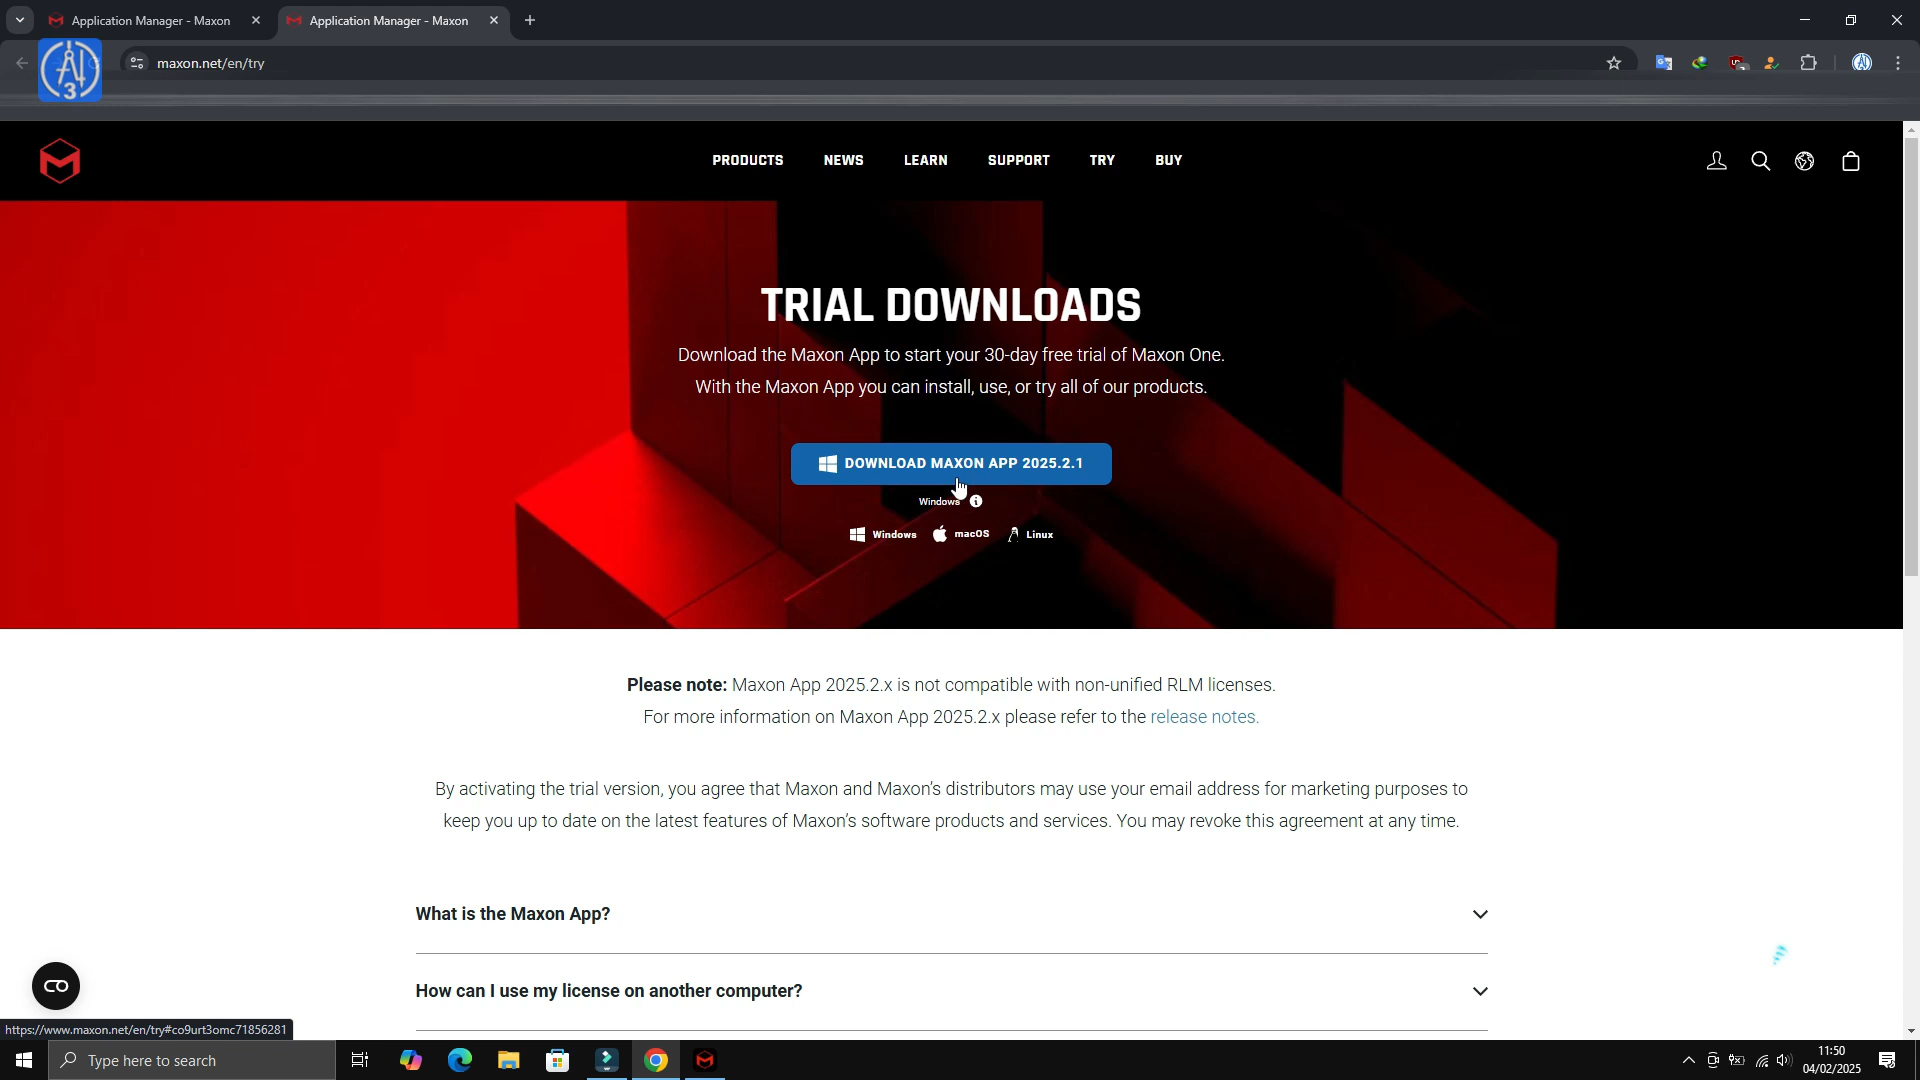 Application Manager - Maxon
Application Manager - Maxon
maxon.net/en/try
3
PRODUCTS NEWS LEARN SUPPORT TRY BUY
TRIAL DOWNLOADS
Download the Maxon App to start your 30-day free trial of Maxon One.
With the Maxon App you can install, use, or try all of our products.
DOWNLOAD MAXON APP 2025.2.1
Windows
Windows macOS Linux
Please note: Maxon App 2025.2.x is not compatible with non-unified RLM licenses.
For more information on Maxon App 2025.2.x please refer to the release notes.
By activating the trial version, you agree that Maxon and Maxon's distributors may use your email address for marketing purposes to
keep you up to date on the latest features of Maxon's software products and services. You may revoke this agreement at any time.
What is the Maxon App?
How can I use my license on another computer?
https://www.maxon.net/en/try#co9urt3omc71856281
Type here to search
11:50
04/02/2025